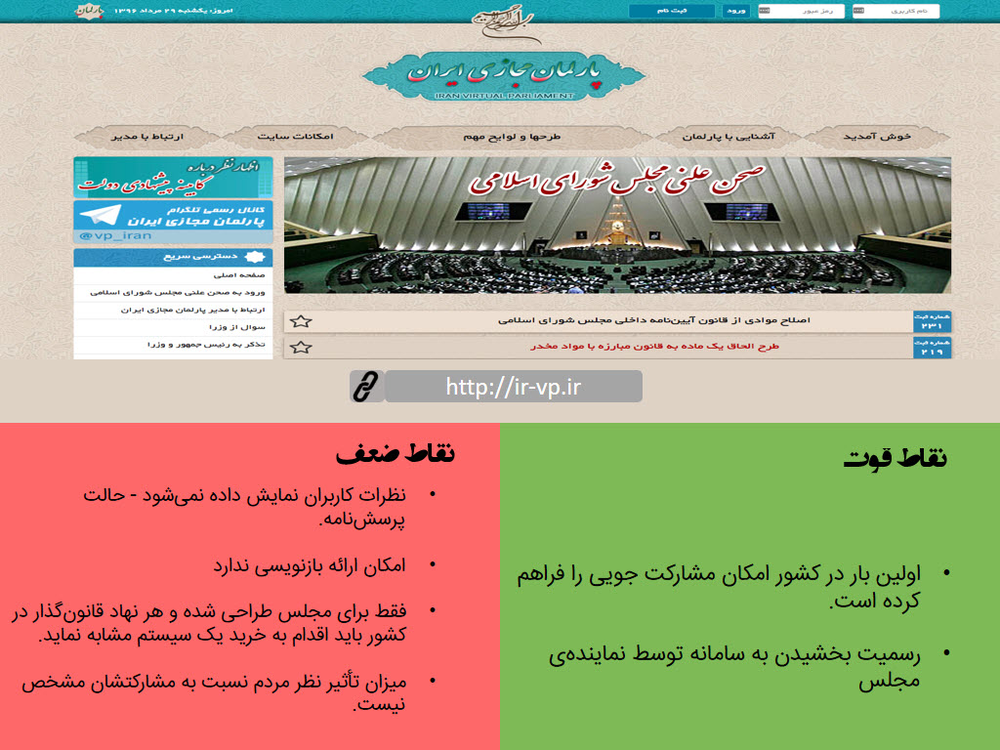 امروز: یکشنبه ۲۹ مرداد ۱۳۹۶
پارلمان
ثبت نام
ورود
رمز عبور
نام کاربری
پارلمان مجازی ایران
IRAN VIRTUAL PARLIAMENT
خوش آمدید
آشنایی با پارلمان
طرحها و لوایح مهم
امکانات سایت
ارتباط با مدیر
صحن علنی مجلس شورای اسلامی
اظهار نظر درباره
کابینه پیشنهادی دولت
کانال رسمی تلگرام
پارلمان مجازی ایران
@vp_iran
دسترسی سریع
صفحه اصلی
ورود به صحن علنی مجلس شورای اسلامی
ارتباط با مدیر پارلمان مجازی ایران
سوال از وزرا
تذکر به رئیس جمهور و وزرا
شماره ثبت
۲۳۱
اصلاح موادی از قانون آیین‌نامه داخلی مجلس شورای اسلامی
شماره ثبت
۲۱۹
طرح الحاق یک ماده به قانون مبارزه با مواد مخدر
http://ir-vp.ir
نقاط قوت
• اولین بار در کشور امکان مشارکت جویی را فراهم
کرده است.
• رسمیت بخشیدن به سامانه توسط نماینده‌ی
مجلس
نقاط ضعف
• نظرات کاربران نمایش داده نمی‌شود - حالت
پرسش‌نامه.
• امکان ارائه بازنویسی ندارد
• فقط برای مجلس طراحی شده و هر نهاد قانون‌گذار در
کشور باید اقدام به خرید یک سیستم مشابه نماید.
• میزان تأثیر نظر مردم نسبت به مشارکتشان مشخص
نیست.